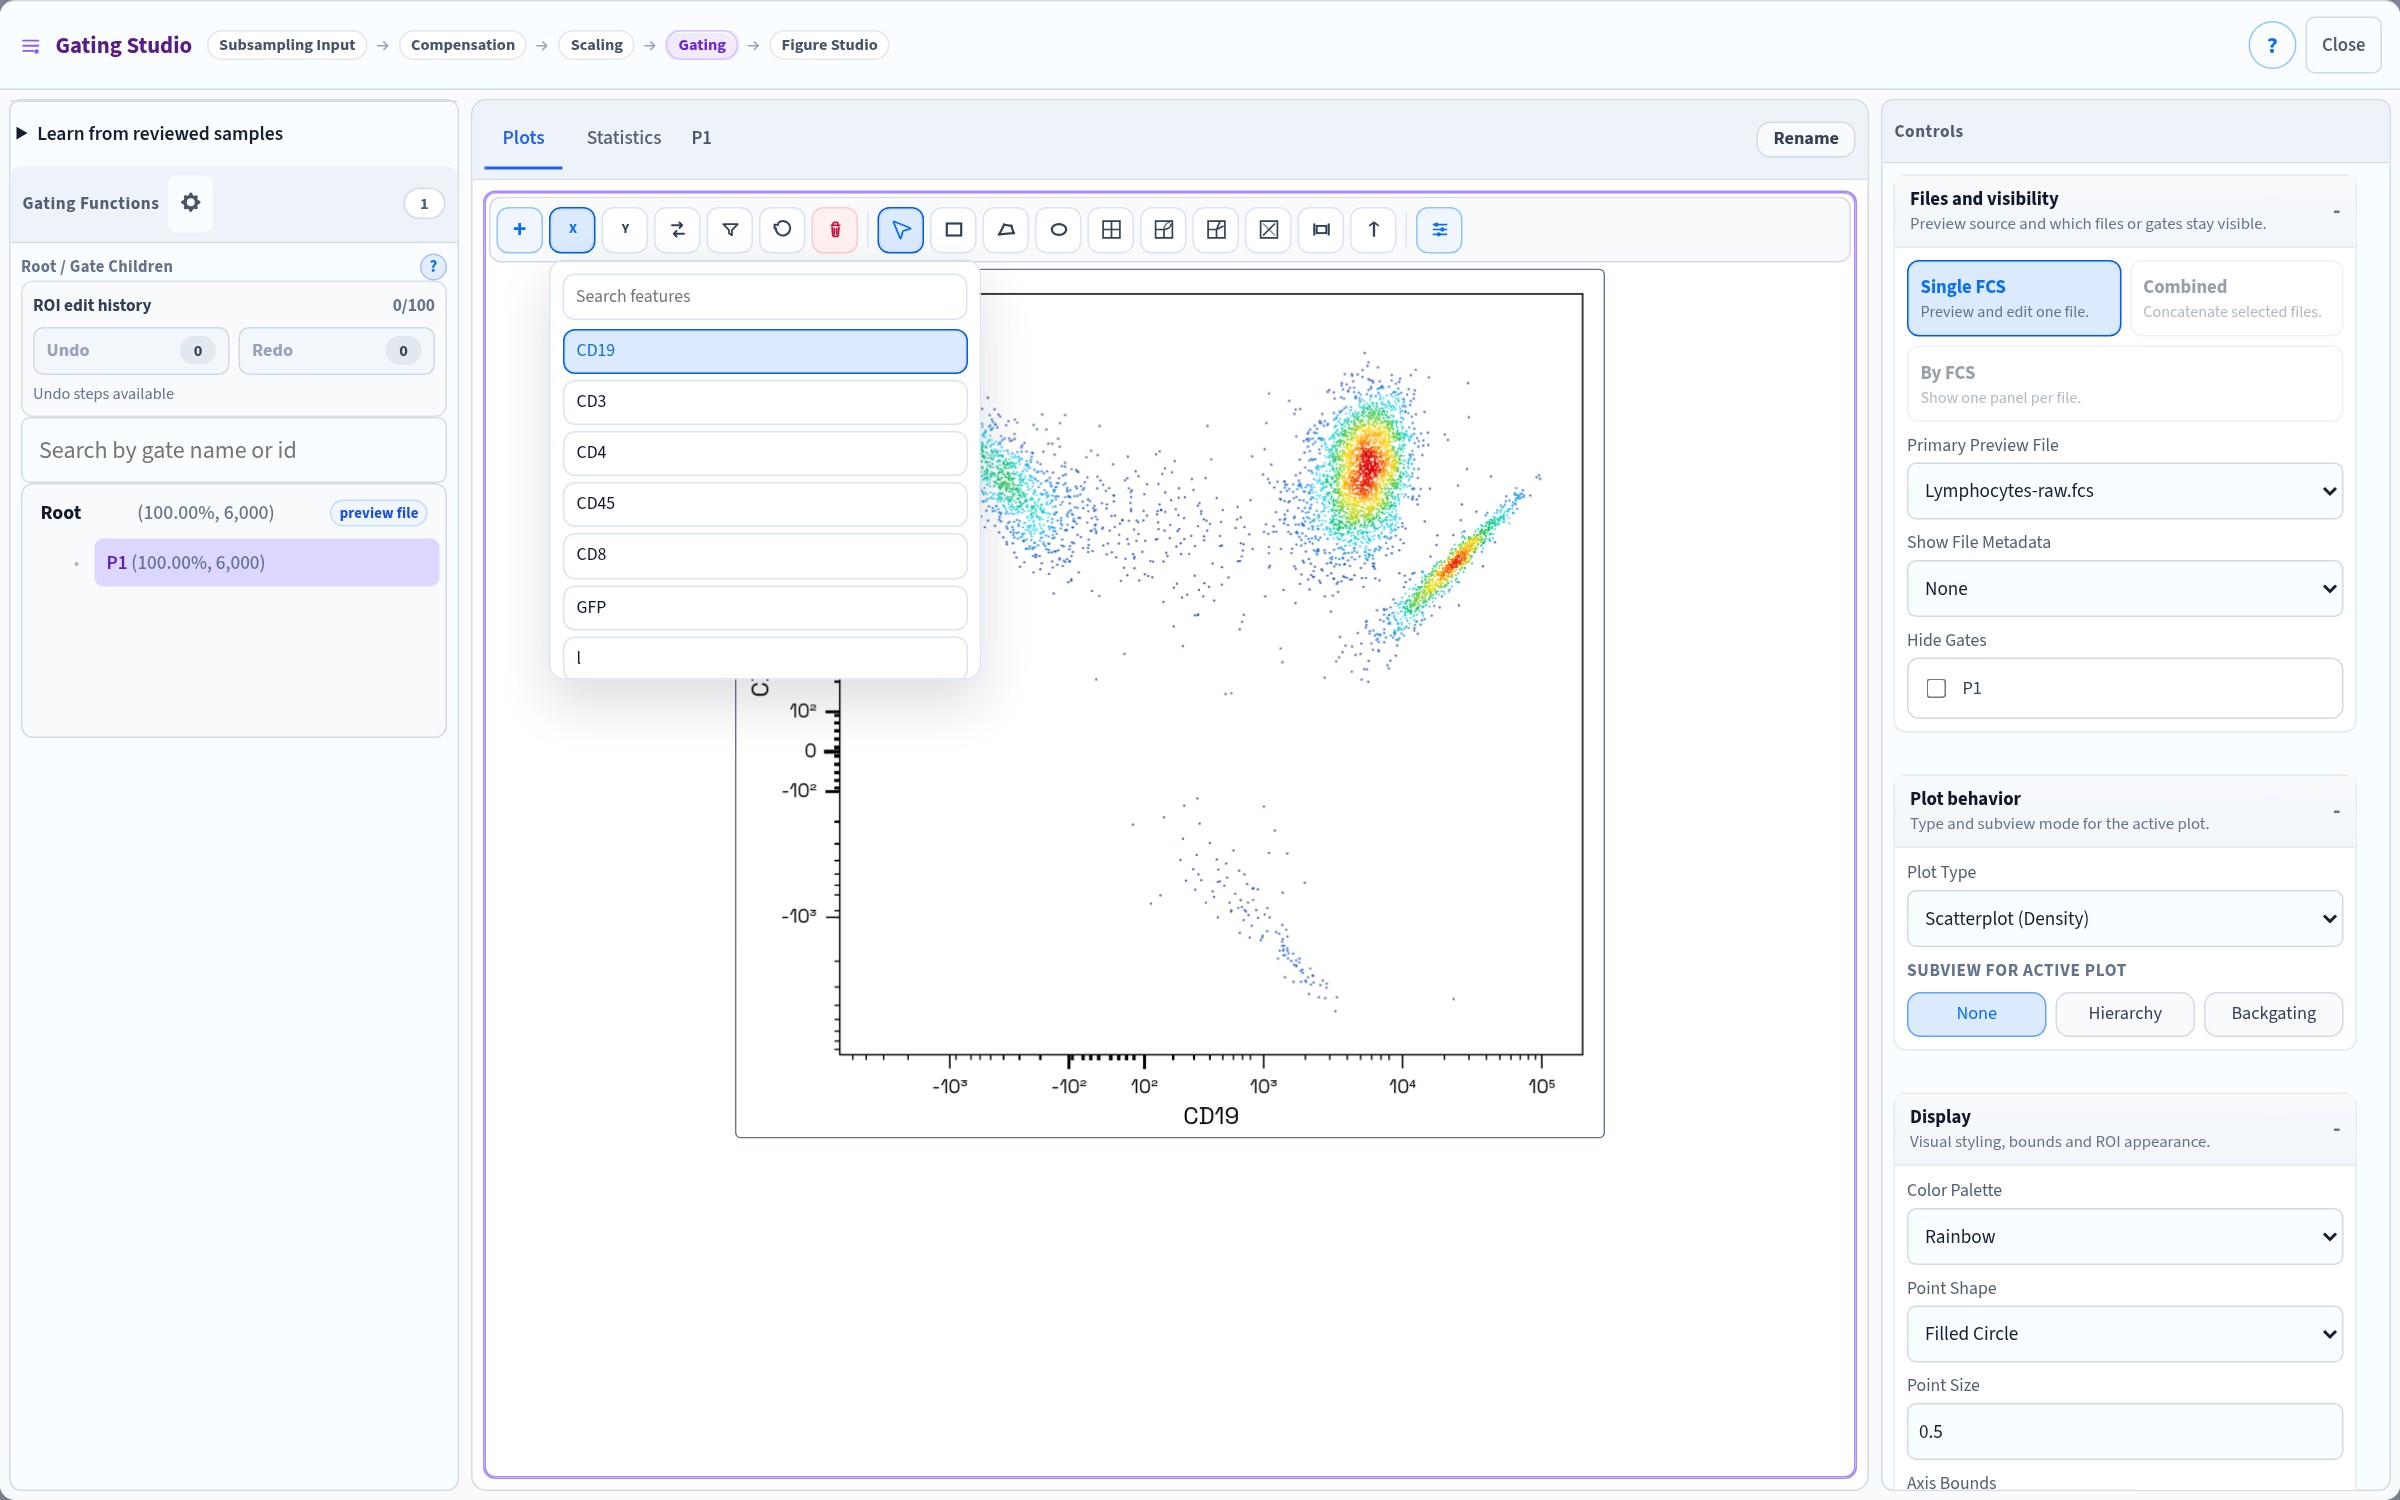 Gating Studio
Subsampling Input → Compensation → Scaling → Gating → Figure Studio
?
Close
Learn from reviewed samples
Gating Functions
1
Root / Gate Children
?
ROI edit history
0/100
Undo 0
Redo 0
Undo steps available
Search by gate name or id
Root (100.00%, 6,000) preview file
P1 (100.00%, 6,000)
Plots
Statistics
P1
Rename
+
X
Y
Search features
CD19
CD3
CD4
CD45
CD8
GFP
10²
0
-10²
-10³
-10³ -10² 10² 10³ 10⁴ 10⁵
CD19
Controls
Files and visibility
Preview source and which files or gates stay visible.
-
Single FCS
Preview and edit one file.
Combined
Concatenate selected files.
By FCS
Show one panel per file.
Primary Preview File
Lymphocytes-raw.fcs
Show File Metadata
None
Hide Gates
P1
Plot behavior
Type and subview mode for the active plot.
-
Plot Type
Scatterplot (Density)
SUBVIEW FOR ACTIVE PLOT
None
Hierarchy
Backgating
Display
Visual styling, bounds and ROI appearance.
-
Color Palette
Rainbow
Point Shape
Filled Circle
Point Size
0.5
Axis Bounds